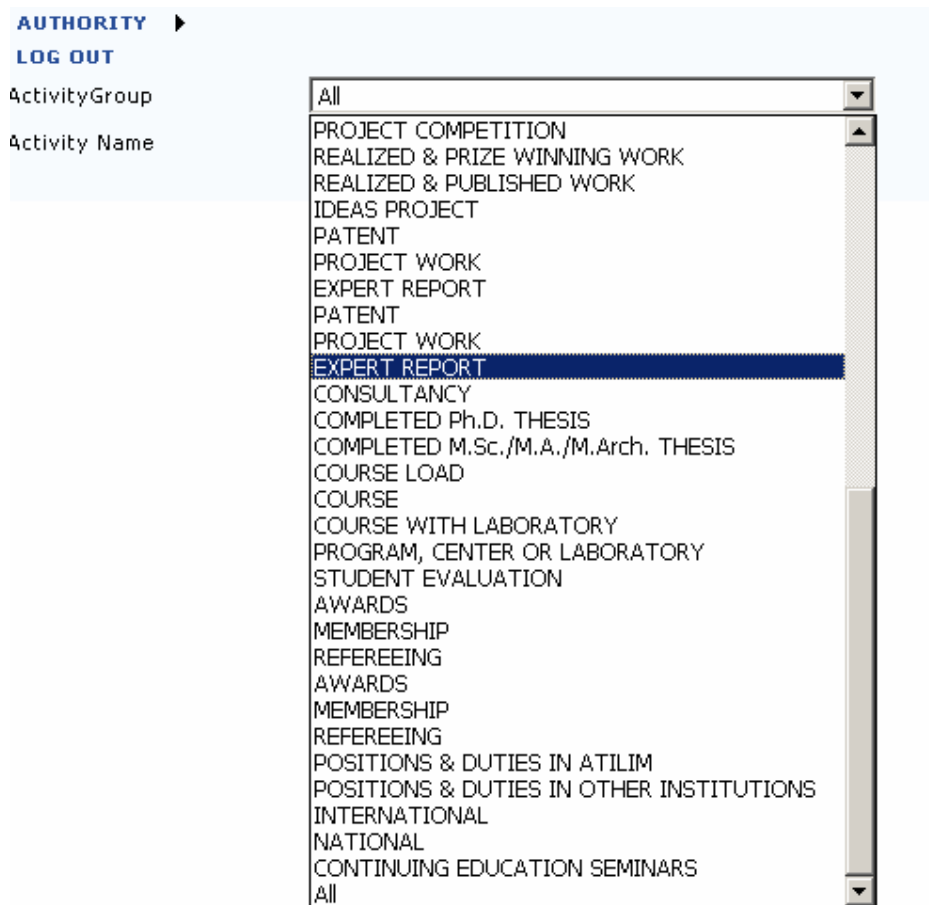 AUTHORITY
LOG OUT
ActivityGroup
All
Activity Name
PROJECT COMPETITION
REALIZED & PRIZE WINNING WORK
REALIZED & PUBLISHED WORK
IDEAS PROJECT
PATENT
PROJECT WORK
EXPERT REPORT
PATENT
PROJECT WORK
EXPERT REPORT
CONSULTANCY
COMPLETED Ph.D. THESIS
COMPLETED M.Sc./M.A./M.Arch. THESIS
COURSE LOAD
COURSE
COURSE WITH LABORATORY
PROGRAM, CENTER OR LABORATORY
STUDENT EVALUATION
AWARDS
MEMBERSHIP
REFEREEING
AWARDS
MEMBERSHIP
REFEREEING
POSITIONS & DUTIES IN ATILIM
POSITIONS & DUTIES IN OTHER INSTITUTIONS
INTERNATIONAL
NATIONAL
CONTINUING EDUCATION SEMINARS
All